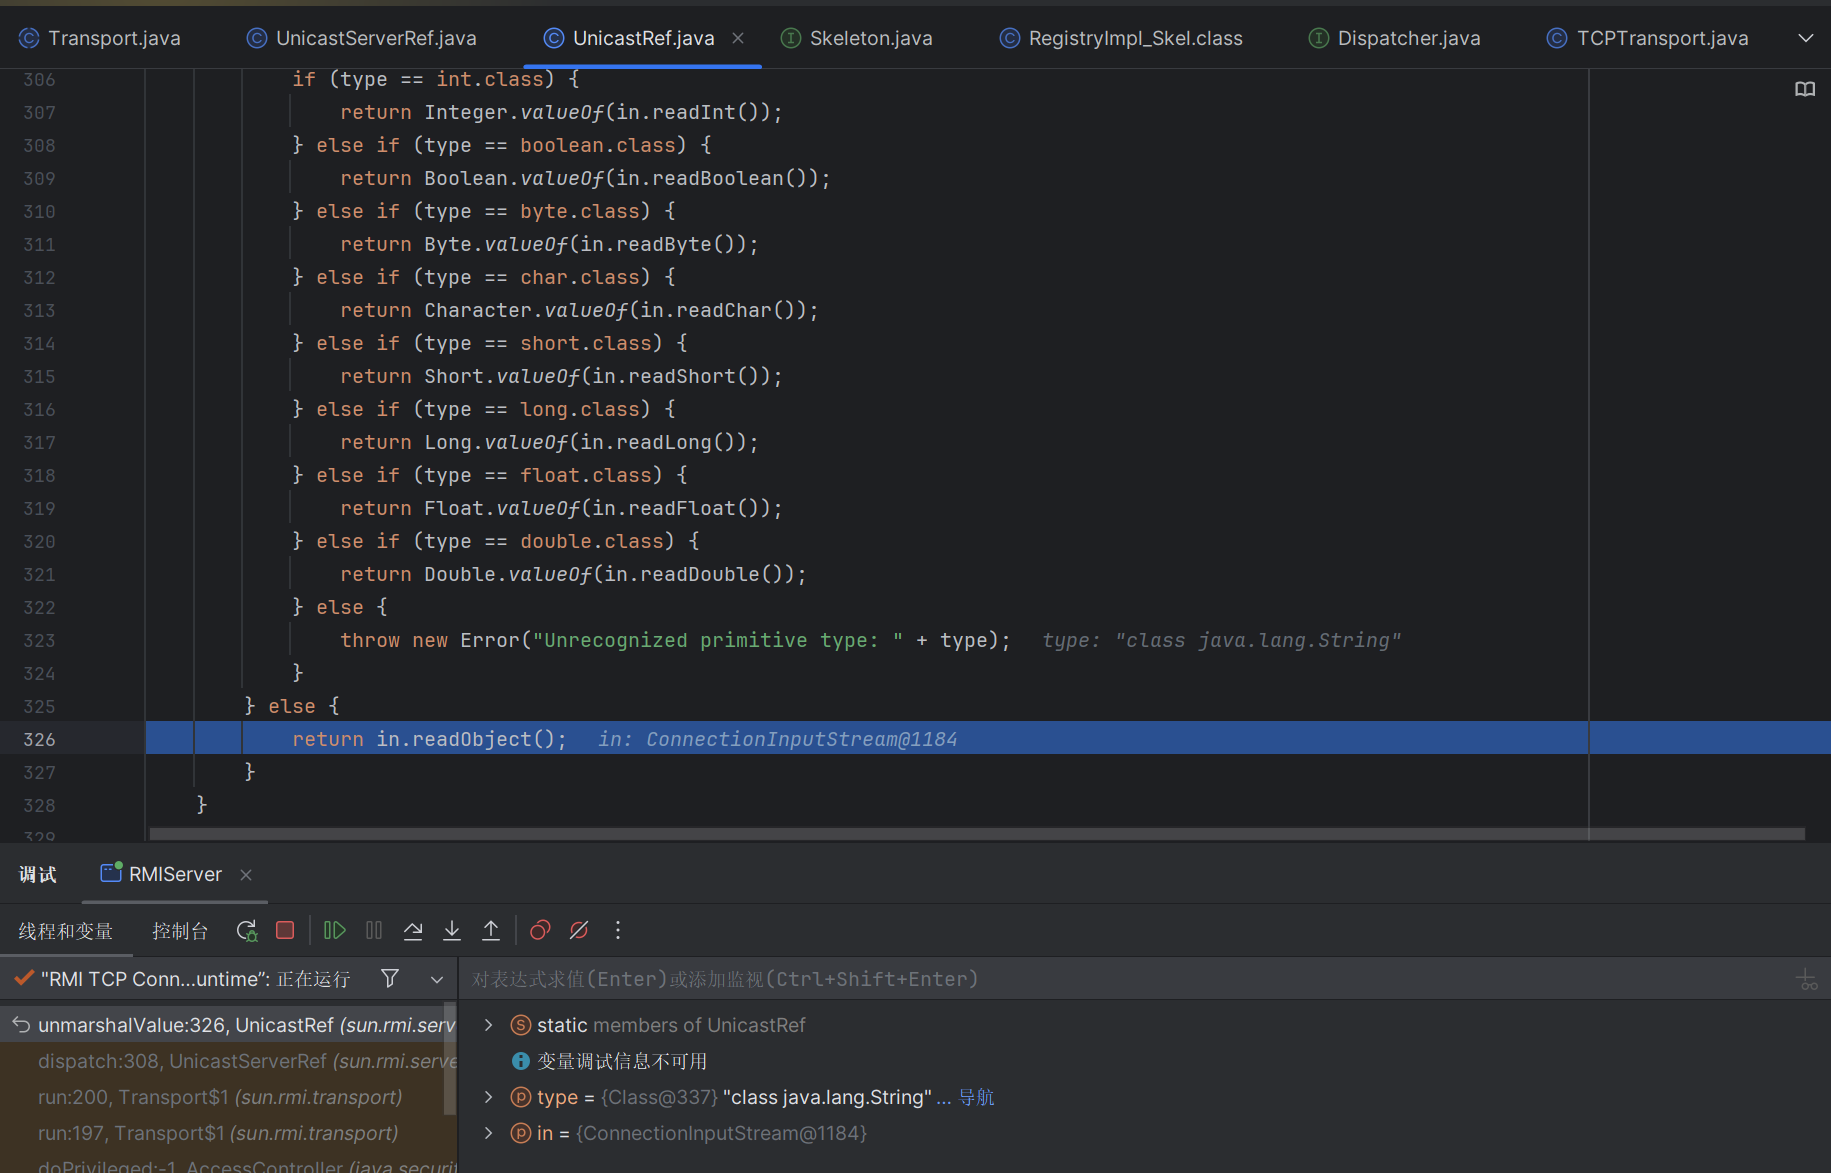 Transport.java UnicastServerRef.java UnicastRef.java Skeleton.java RegistryImpl_Skel.class Dispatcher.java TCPTransport.java
306 if (type == int.class) {
307 return Integer.valueOf(in.readInt());
308 } else if (type == boolean.class) {
309 return Boolean.valueOf(in.readBoolean());
310 } else if (type == byte.class) {
311 return Byte.valueOf(in.readByte());
312 } else if (type == char.class) {
313 return Character.valueOf(in.readChar());
314 } else if (type == short.class) {
315 return Short.valueOf(in.readShort());
316 } else if (type == long.class) {
317 return Long.valueOf(in.readLong());
318 } else if (type == float.class) {
319 return Float.valueOf(in.readFloat());
320 } else if (type == double.class) {
321 return Double.valueOf(in.readDouble());
322 } else {
323 throw new Error("Unrecognized primitive type: " + type); type: "class java.lang.String"
324 }
325 } else {
326 return in.readObject(); in: ConnectionInputStream@1184
327 }
328 }
329
调试 RMIServer
线程和变量 控制台
"RMI TCP Conn...untime": 正在运行
对表达式求值(Enter)或添加监视(Ctrl+Shift+Enter)
unmarshalValue:326, UnicastRef (sun.rmi.serv
dispatch:308, UnicastServerRef (sun.rmi.serve
run:200, Transport$1 (sun.rmi.transport)
run:197, Transport$1 (sun.rmi.transport)
doPrivileged:-1, AccessController (java.securit
static members of UnicastRef
变量调试信息不可用
type = {Class@337} "class java.lang.String" ... 导航
in = {ConnectionInputStream@1184}